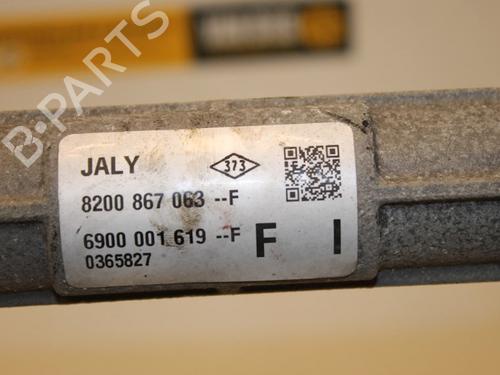 JALY
373
8200 867 063 --F
6900 001 619 --F
F I
0365827
B-PARTS